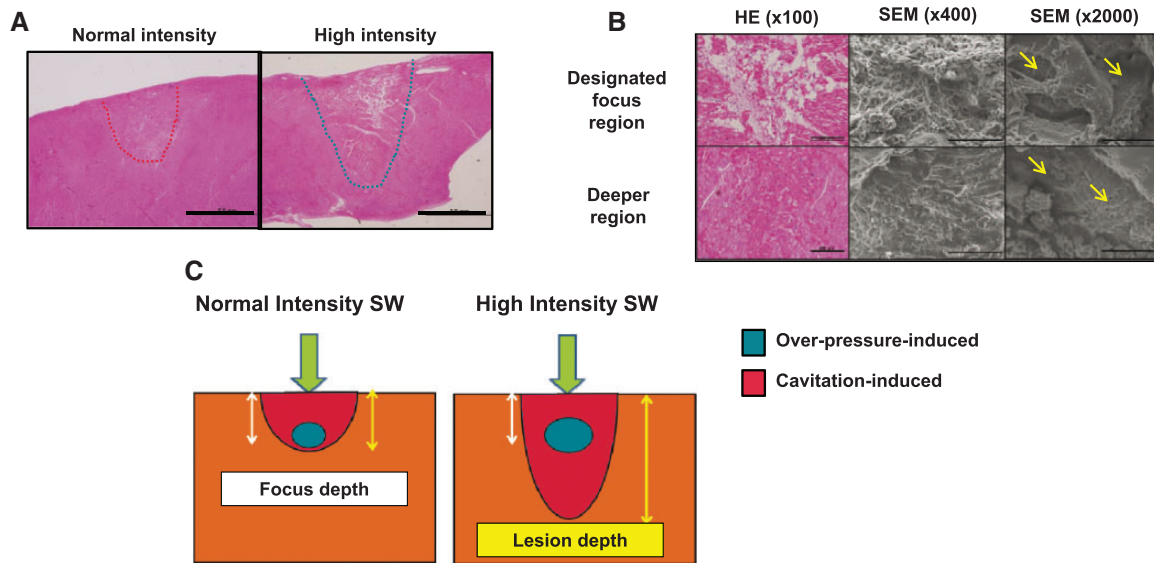 A
Normal intensity
High intensity
B
HE (x100)
SEM (x400)
SEM (x2000)
Designated
focus
region
Deeper
region
C
Normal Intensity SW
High Intensity SW
Focus depth
Lesion depth
Over-pressure-induced
Cavitation-induced